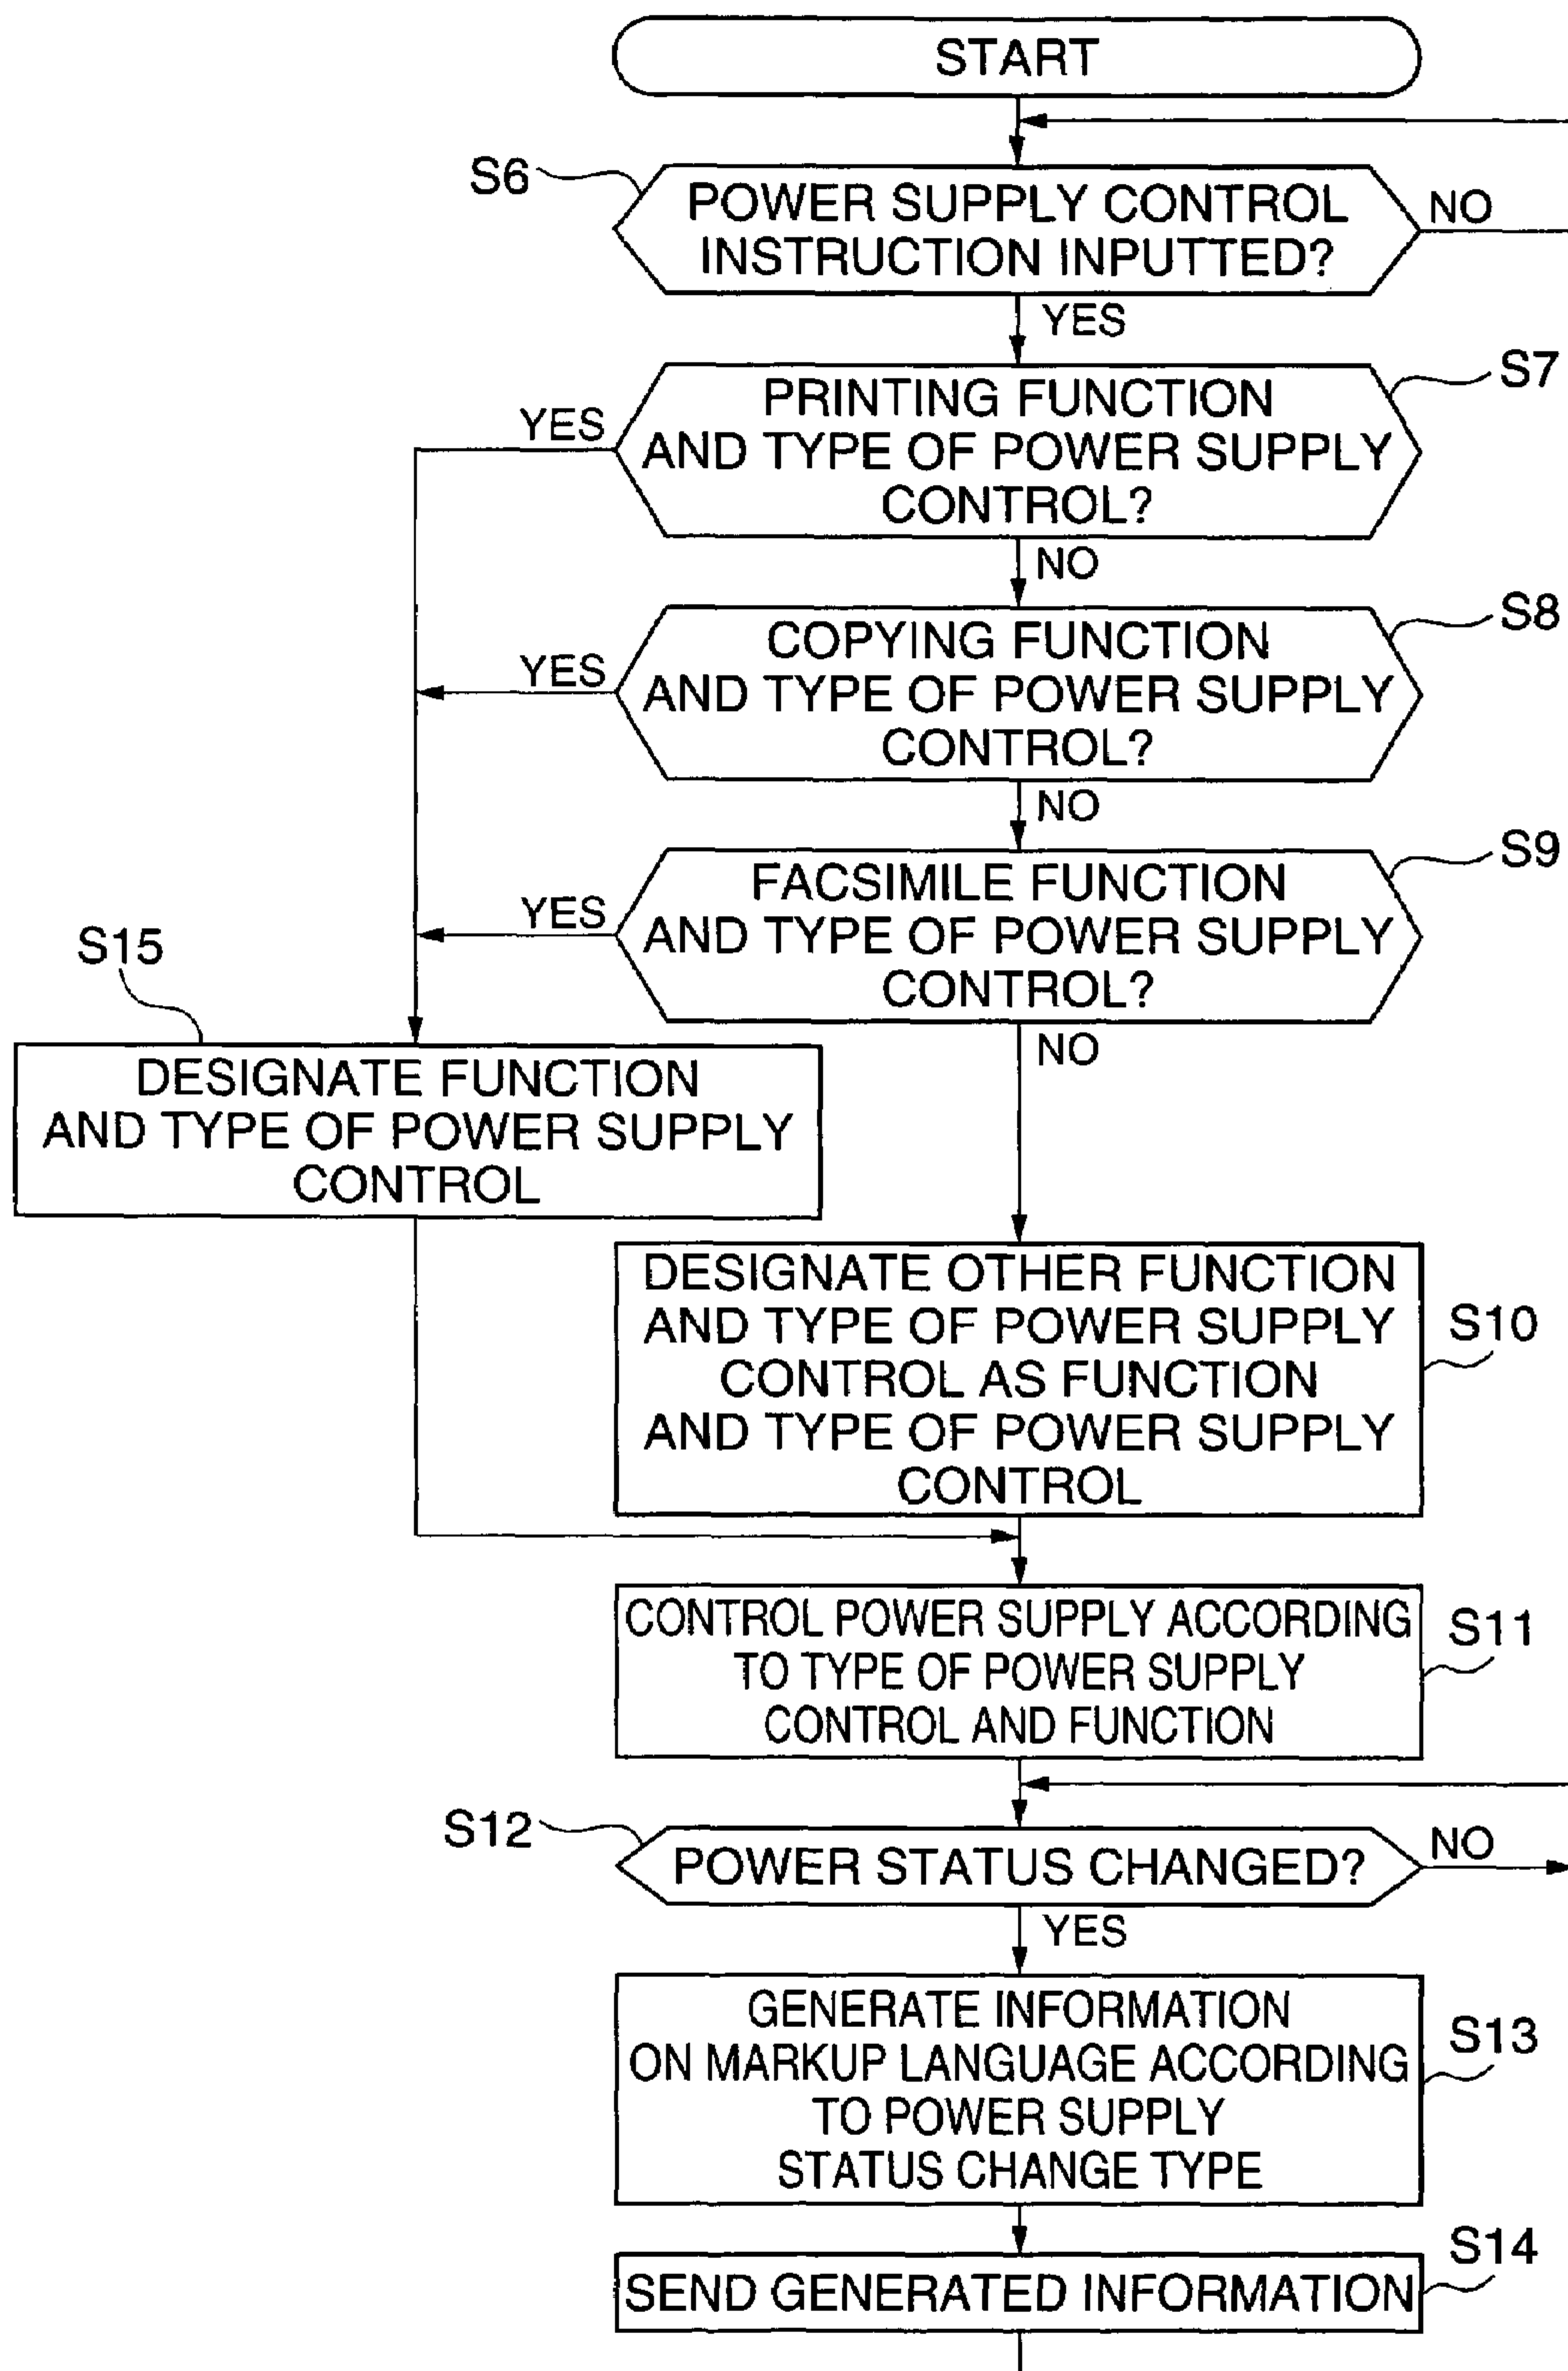 START
S6
POWER SUPPLY CONTROL
INSTRUCTION INPUTTED?
NO
YES
S7
PRINTING FUNCTION
AND TYPE OF POWER SUPPLY
CONTROL?
YES
NO
S8
COPYING FUNCTION
AND TYPE OF POWER SUPPLY
CONTROL?
YES
NO
S9
FACSIMILE FUNCTION
AND TYPE OF POWER SUPPLY
CONTROL?
YES
NO
S15
DESIGNATE FUNCTION
AND TYPE OF POWER SUPPLY
CONTROL
DESIGNATE OTHER FUNCTION
AND TYPE OF POWER SUPPLY
CONTROL AS FUNCTION
AND TYPE OF POWER SUPPLY
CONTROL
S10
CONTROL POWER SUPPLY ACCORDING
TO TYPE OF POWER SUPPLY
CONTROL AND FUNCTION
S11
S12
POWER STATUS CHANGED?
NO
YES
GENERATE INFORMATION
ON MARKUP LANGUAGE ACCORDING
TO POWER SUPPLY
STATUS CHANGE TYPE
S13
S14
SEND GENERATED INFORMATION